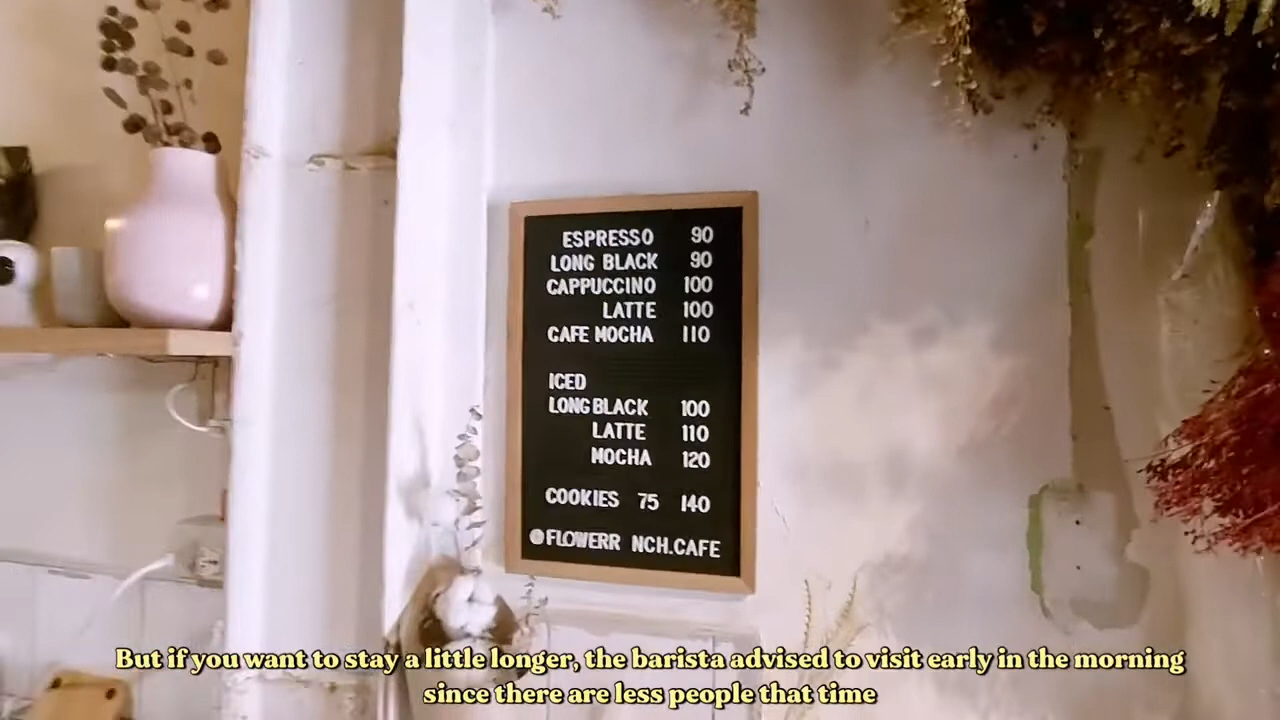 ESPRESSO 90
LONG BLACK 90
CAPPUCCINO 100
LATTE 100
CAFE MOCHA 110
ICED
LONG BLACK 100
LATTE 110
MOCHA 120
COOKIES 75 140
@FLOWERR NCH.CAFE
But if you want to stay a little longer, the barista advised to visit early in the morning
since there are less people that time